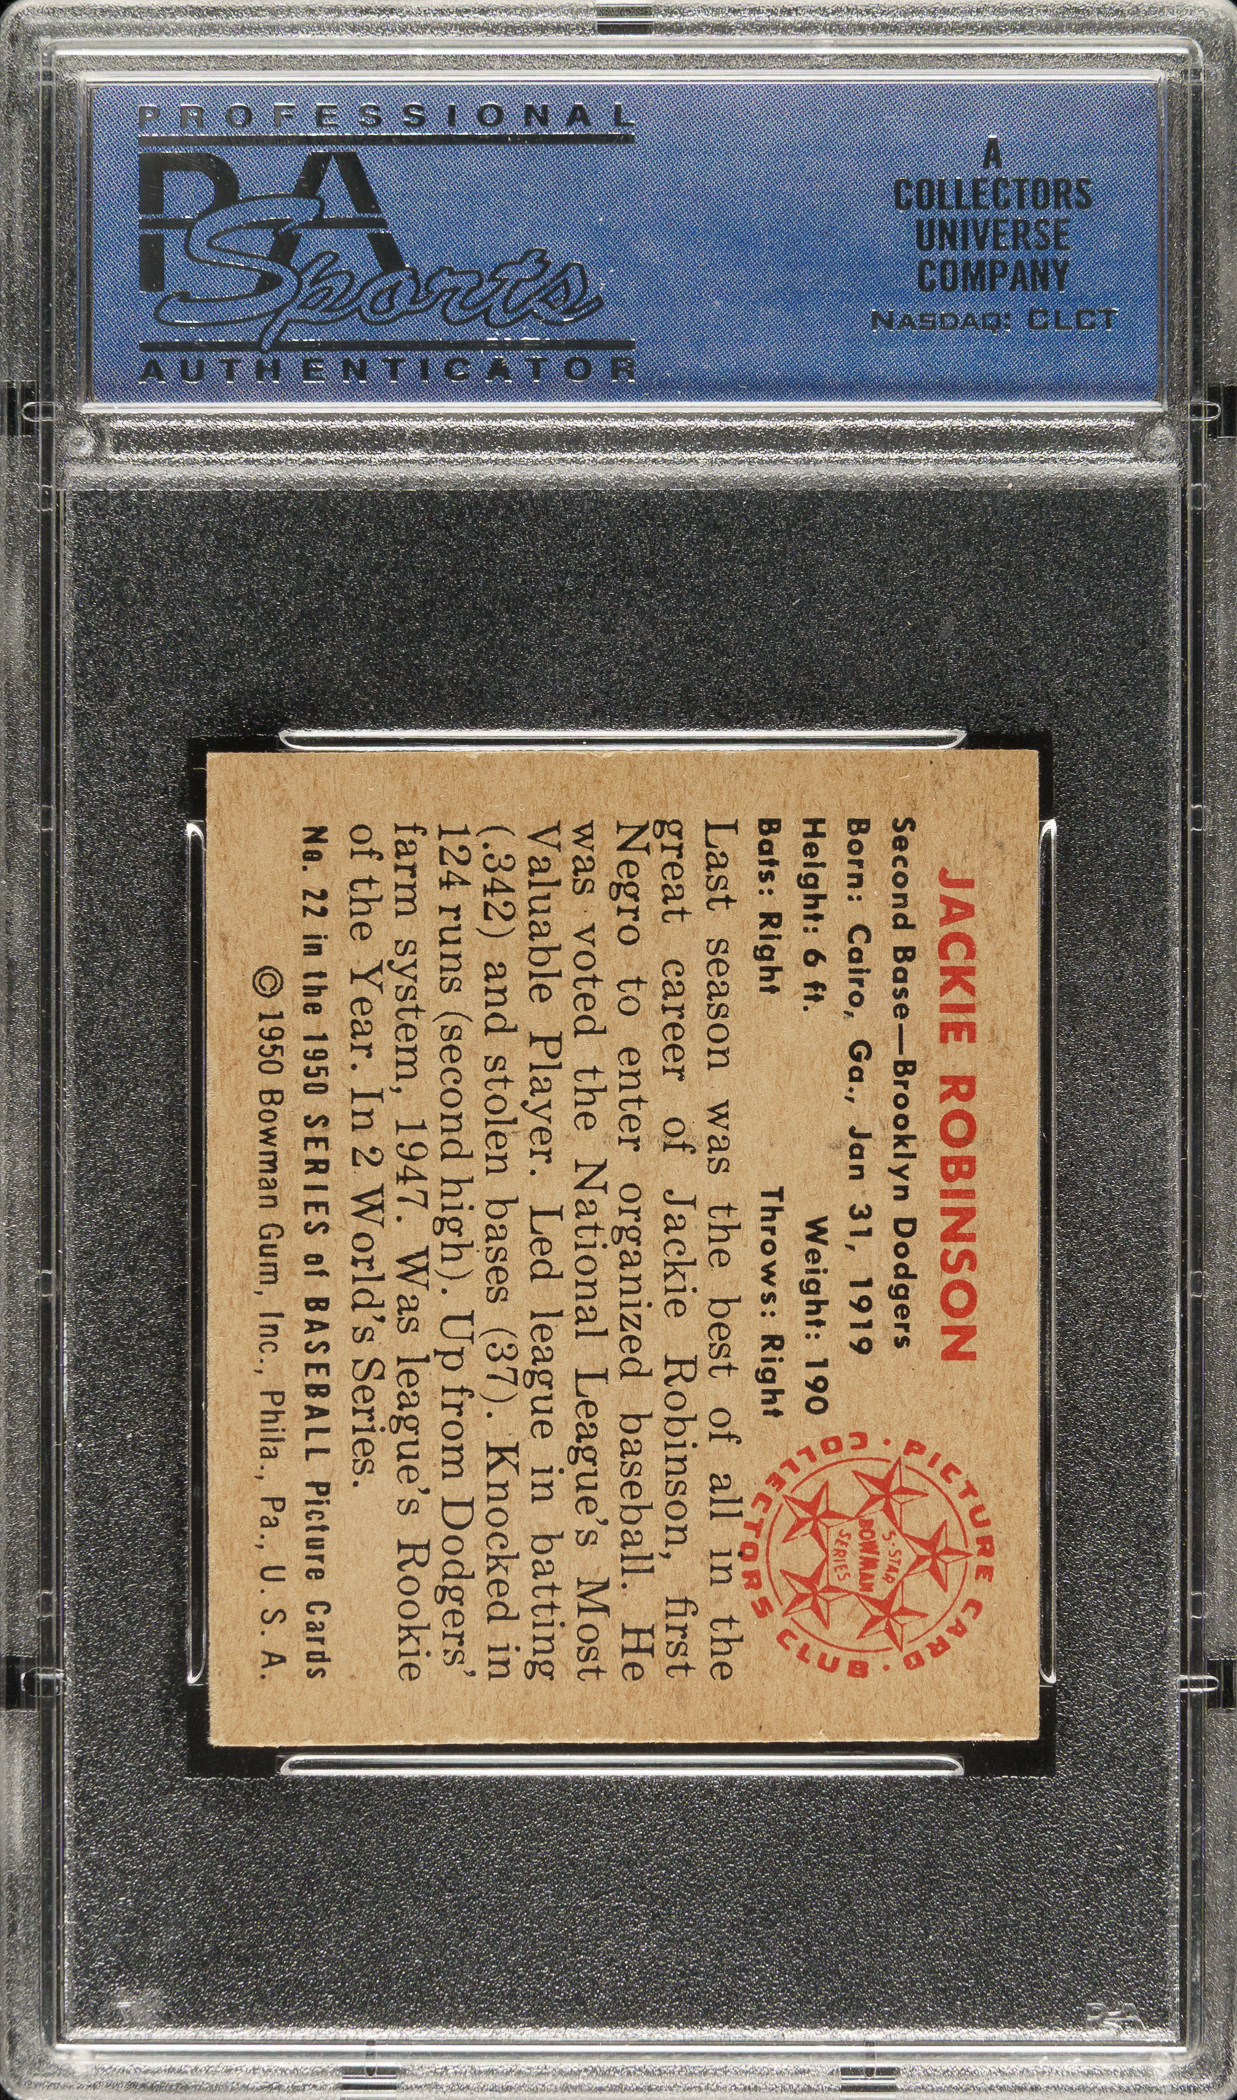 PROFESSIONAL
PSA
Sports
AUTHENTICATOR
A
COLLECTORS
UNIVERSE
COMPANY
NASDAQ: CLCT
JACKIE ROBINSON
Second Base—Brooklyn Dodgers
Born: Cairo, Ga., Jan 31, 1919
Height: 6 ft. Weight: 190
Bats: Right Throws: Right
PICTURE CARD · COLLECTORS CLUB ·
5-STAR
BOWMAN
SERIES
Last season was the best of all in the
great career of Jackie Robinson, first
Negro to enter organized baseball. He
was voted the National League's Most
Valuable Player. Led league in batting
(.342) and stolen bases (37). Knocked in
124 runs (second high). Up from Dodgers'
farm system, 1947. Was league's Rookie
of the Year. In 2 World's Series.
No. 22 in the 1950 SERIES of BASEBALL Picture Cards
© 1950 Bowman Gum, Inc., Phila., Pa., U. S. A.
PSA